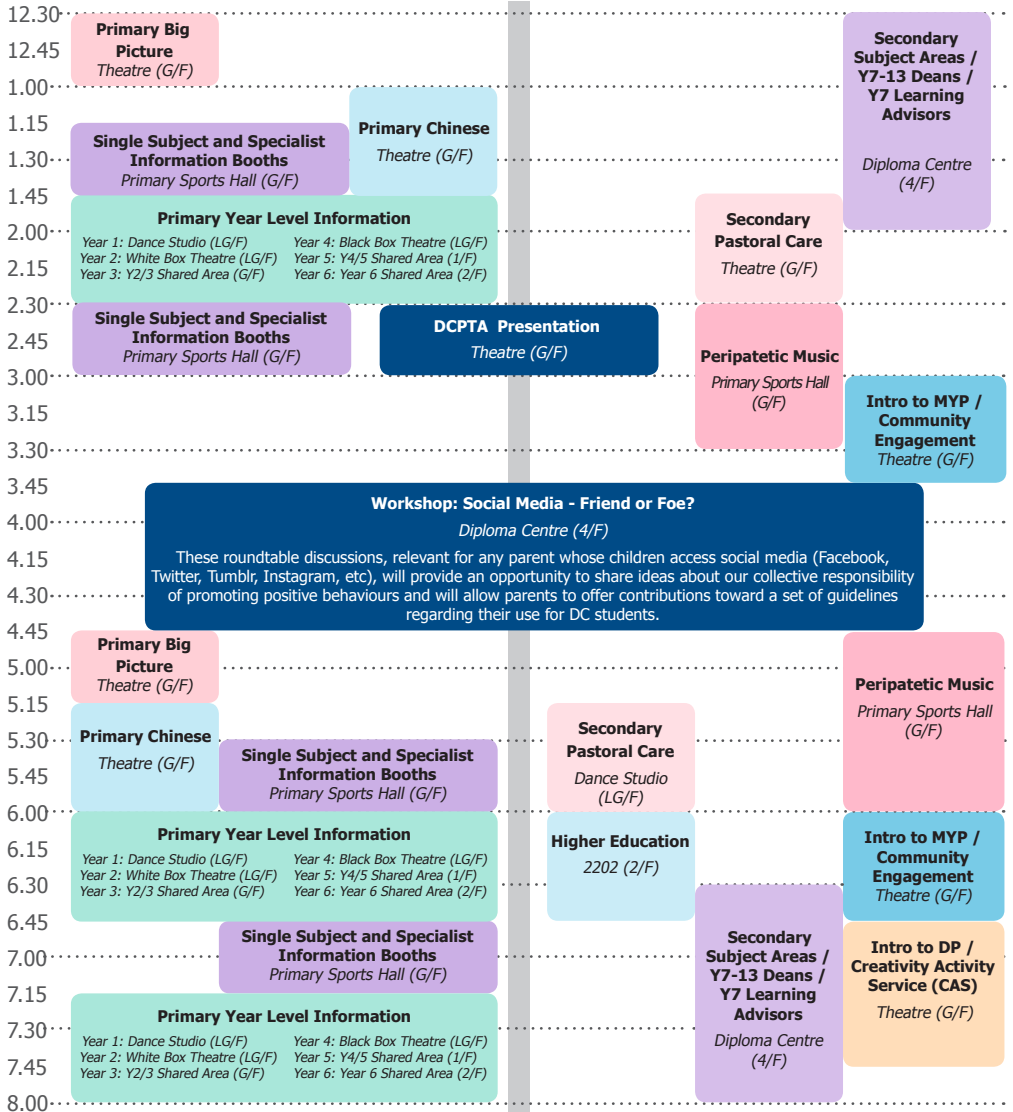 12.30
12.45
1.00
1.15
1.30
1.45
2.00
2.15
2.30
2.45
3.00
3.15
3.30
3.45
4.00
4.15
4.30
4.45
5.00
5.15
5.30
5.45
6.00
6.15
6.30
6.45
7.00
7.15
7.30
7.45
8.00
Primary Big
Picture
Theatre (G/F)
Primary Chinese
Theatre (G/F)
Single Subject and Specialist
Information Booths
Primary Sports Hall (G/F)
Primary Year Level Information
Year 1: Dance Studio (LG/F)
Year 2: White Box Theatre (LG/F)
Year 3: Y2/3 Shared Area (G/F)
Year 4: Black Box Theatre (LG/F)
Year 5: Y4/5 Shared Area (1/F)
Year 6: Year 6 Shared Area (2/F)
Single Subject and Specialist
Information Booths
Primary Sports Hall (G/F)
DCPTA Presentation
Theatre (G/F)
Secondary
Subject Areas /
Y7-13 Deans /
Y7 Learning
Advisors
Diploma Centre
(4/F)
Secondary
Pastoral Care
Theatre (G/F)
Peripatetic Music
Primary Sports Hall
(G/F)
Intro to MYP /
Community
Engagement
Theatre (G/F)
Workshop: Social Media - Friend or Foe?
Diploma Centre (4/F)
These roundtable discussions, relevant for any parent whose children access social media (Facebook,
Twitter, Tumblr, Instagram, etc), will provide an opportunity to share ideas about our collective responsibility
of promoting positive behaviours and will allow parents to offer contributions toward a set of guidelines
regarding their use for DC students.
Primary Big
Picture
Theatre (G/F)
Primary Chinese
Theatre (G/F)
Single Subject and Specialist
Information Booths
Primary Sports Hall (G/F)
Primary Year Level Information
Year 1: Dance Studio (LG/F)
Year 2: White Box Theatre (LG/F)
Year 3: Y2/3 Shared Area (G/F)
Year 4: Black Box Theatre (LG/F)
Year 5: Y4/5 Shared Area (1/F)
Year 6: Year 6 Shared Area (2/F)
Single Subject and Specialist
Information Booths
Primary Sports Hall (G/F)
Primary Year Level Information
Year 1: Dance Studio (LG/F)
Year 2: White Box Theatre (LG/F)
Year 3: Y2/3 Shared Area (G/F)
Year 4: Black Box Theatre (LG/F)
Year 5: Y4/5 Shared Area (1/F)
Year 6: Year 6 Shared Area (2/F)
Secondary
Pastoral Care
Dance Studio
(LG/F)
Higher Education
2202 (2/F)
Peripatetic Music
Primary Sports Hall
(G/F)
Intro to MYP /
Community
Engagement
Theatre (G/F)
Secondary
Subject Areas /
Y7-13 Deans /
Y7 Learning
Advisors
Diploma Centre
(4/F)
Intro to DP /
Creativity Activity
Service (CAS)
Theatre (G/F)